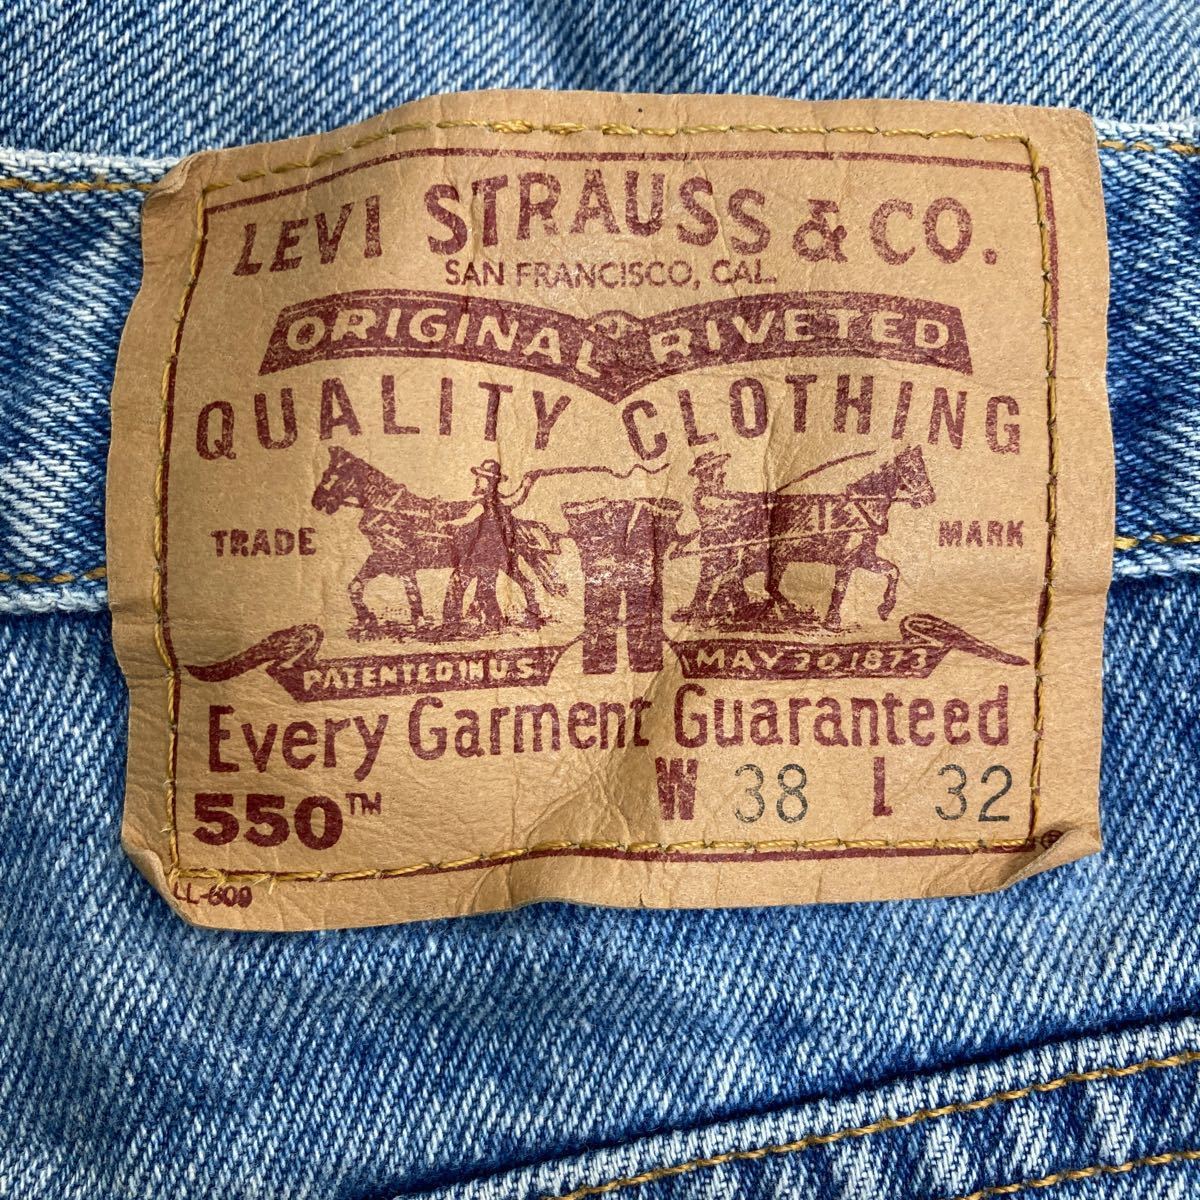 LEVI STRAUSS & CO.
SAN FRANCISCO, CAL.
ORIGINAL RIVETED
QUALITY CLOTHING
TRADE MARK
PATENTED IN U.S. MAY 20 1873
Every Garment Guaranteed
550™ W 38 L 32
®
LL-609